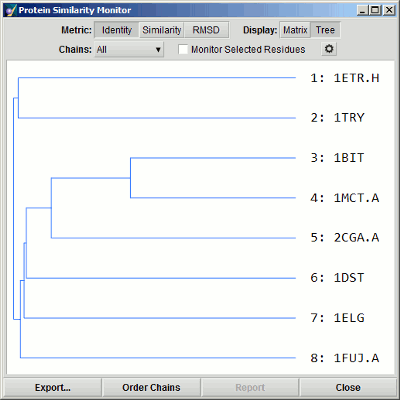 Protein Similarity Monitor
Metric: Identity Similarity RMSD Display: Matrix Tree
Chains: All Monitor Selected Residues
1: 1ETR.H
2: 1TRY
3: 1BIT
4: 1MCT.A
5: 2CGA.A
6: 1DST
7: 1ELG
8: 1FUJ.A
Export... Order Chains Report Close